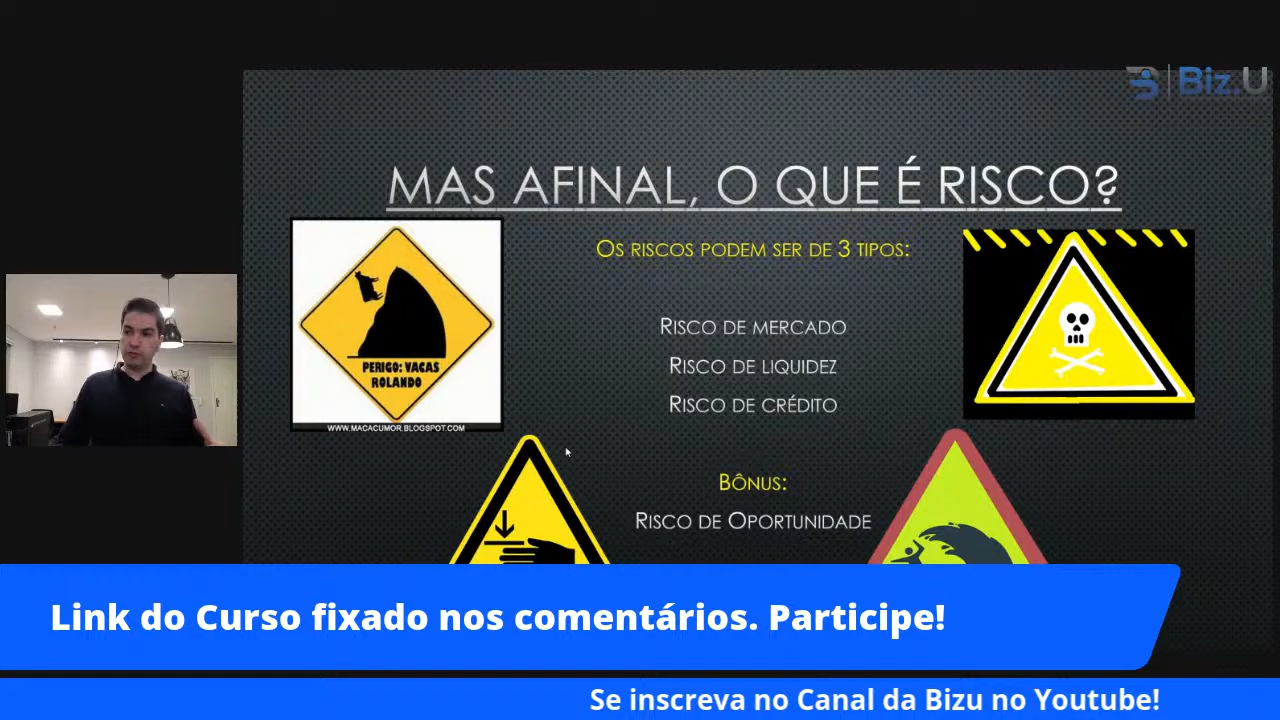 Biz.U
MAS AFINAL, O QUE É RISCO?
OS RISCOS PODEM SER DE 3 TIPOS:
RISCO DE MERCADO
RISCO DE LIQUIDEZ
RISCO DE CRÉDITO
PERIGO: VACAS
ROLANDO
WWW.MACACUMOR.BLOGSPOT.COM
BÔNUS:
RISCO DE OPORTUNIDADE
Link do Curso fixado nos comentários. Participe!
Se inscreva no Canal da Bizu no Youtube!